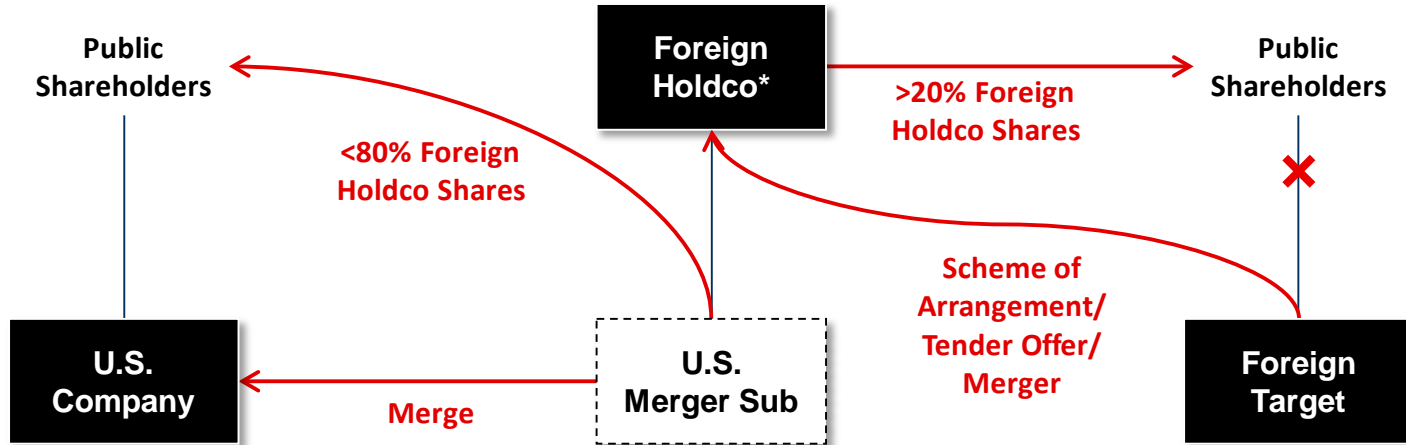 Public
Shareholders
Foreign
Holdco*
Public
Shareholders
>20% Foreign
Holdco Shares
<80% Foreign
Holdco Shares
Scheme of
Arrangement/
Tender Offer/
Merger
U.S.
Company
Merge
U.S.
Merger Sub
Foreign
Target